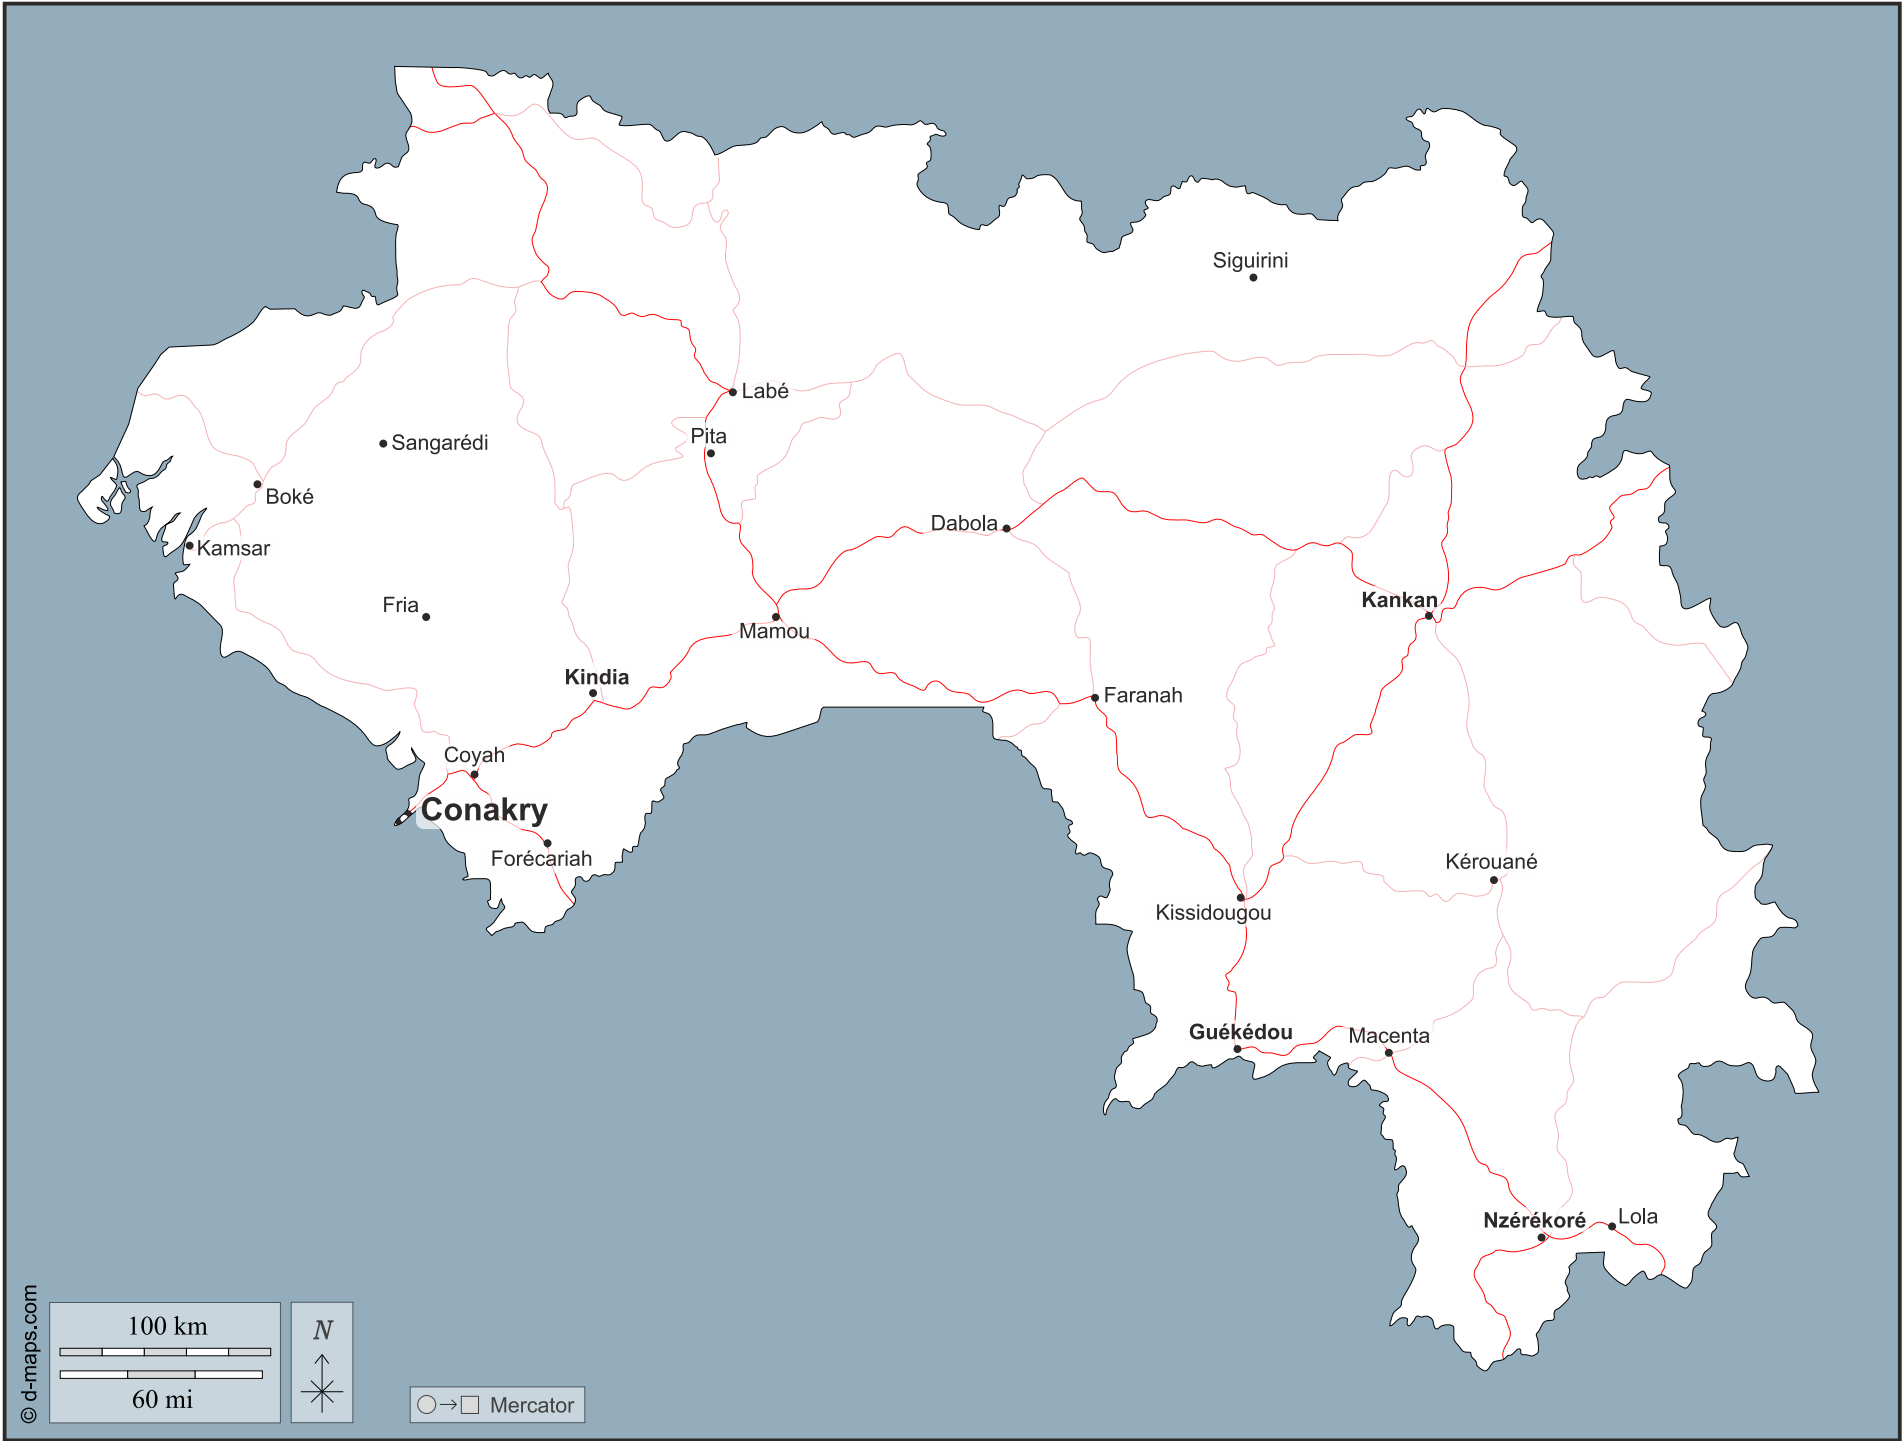 Siguirini
Labé
Pita
Sangarédi
Boké
Dabola
Kamsar
Kankan
Fria
Mamou
Kindia
Faranah
Coyah
Conakry
Forécariah
Kérouané
Kissidougou
Guékédou
Macenta
Nzérékoré
Lola
© d-maps.com
100 km
60 mi
N
Mercator